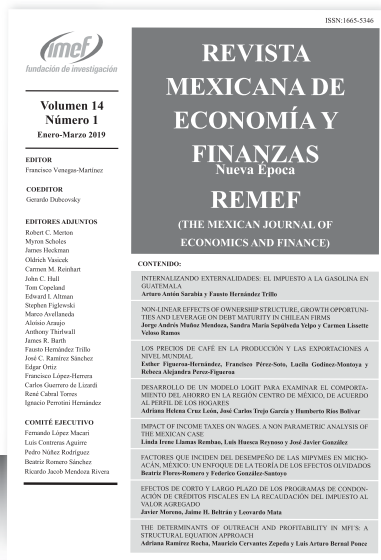 ISSN:1665-5346
imef
fundación de investigación
Volumen 14
Número 1
Enero-Marzo 2019
EDITOR
Francisco Venegas-Martínez
COEDITOR
Gerardo Dubcovsky
EDITORES ADJUNTOS
Robert C. Merton
Myron Scholes
James Heckman
Oldrich Vasicek
Carmen M. Reinhart
John C. Hull
Tom Copeland
Edward I. Altman
Stephen Figlewski
Marco Avellaneda
Aloisio Araujo
Anthony Thirlwall
James R. Barth
Fausto Hernández Trillo
José C. Ramírez Sánchez
Edgar Ortiz
Francisco López-Herrera
Carlos Guerrero de Lizardi
René Cabral Torres
Ignacio Perrotini Hernández
COMITÉ EJECUTIVO
Fernando López Macari
Luis Contreras Aguirre
Pedro Núñez Rodríguez
Beatriz Romero Sánchez
Ricardo Jacob Mendoza Rivera
REVISTA
MEXICANA DE
ECONOMÍA Y
FINANZAS
Nueva Época
REMEF
(THE MEXICAN JOURNAL OF
ECONOMICS AND FINANCE)
CONTENIDO:
INTERNALIZANDO EXTERNALIDADES: EL IMPUESTO A LA GASOLINA EN
GUATEMALA
Arturo Antón Sarabia y Fausto Hernández Trillo
NON-LINEAR EFFECTS OF OWNERSHIP STRUCTURE, GROWTH OPPORTUNI-
TIES AND LEVERAGE ON DEBT MATURITY IN CHILEAN FIRMS
Jorge Andrés Muñoz Mendoza, Sandra María Sepúlveda Yelpo y Carmen Lissette
Veloso Ramos
LOS PRECIOS DE CAFÉ EN LA PRODUCCIÓN Y LAS EXPORTACIONES A
NIVEL MUNDIAL
Esther Figueroa-Hernández, Francisco Pérez-Soto, Lucila Godínez-Montoya y
Rebeca Alejandra Perez-Figueroa
DESARROLLO DE UN MODELO LOGIT PARA EXAMINAR EL COMPORTA-
MIENTO DEL AHORRO EN LA REGIÓN CENTRO DE MÉXICO, DE ACUERDO
AL PERFIL DE LOS HOGARES
Adriana Helena Cruz León, José Carlos Trejo García y Humberto Ríos Bolívar
IMPACT OF INCOME TAXES ON WAGES. A NON PARAMETRIC ANALYSIS OF
THE MEXICAN CASE
Linda Irene Llamas Rembao, Luis Huesca Reynoso y José Javier González
FACTORES QUE INCIDEN DEL DESEMPEÑO DE LAS MIPYMES EN MICHO-
ACÁN, MÉXICO: UN ENFOQUE DE LA TEORÍA DE LOS EFECTOS OLVIDADOS
Beatriz Flores-Romero y Federico González-Santoyo
EFECTOS DE CORTO Y LARGO PLAZO DE LOS PROGRAMAS DE CONDON-
ACIÓN DE CRÉDITOS FISCALES EN LA RECAUDACIÓN DEL IMPUESTO AL
VALOR AGREGADO
Javier Moreno, Jaime H. Beltrán y Leovardo Mata
THE DETERMINANTS OF OUTREACH AND PROFITABILITY IN MFI'S: A
STRUCTURAL EQUATION APPROACH
Adriana Ramírez Rocha, Mauricio Cervantes Zepeda y Luis Arturo Bernal Ponce